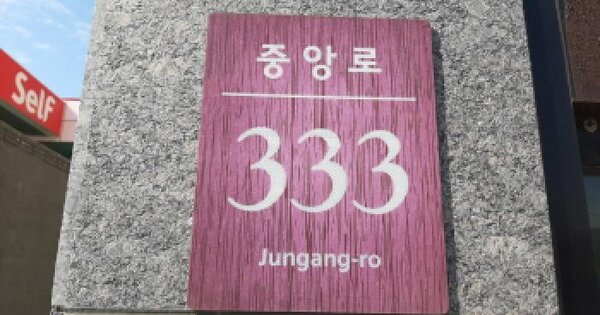 Self
중앙로
333
Jungang-ro